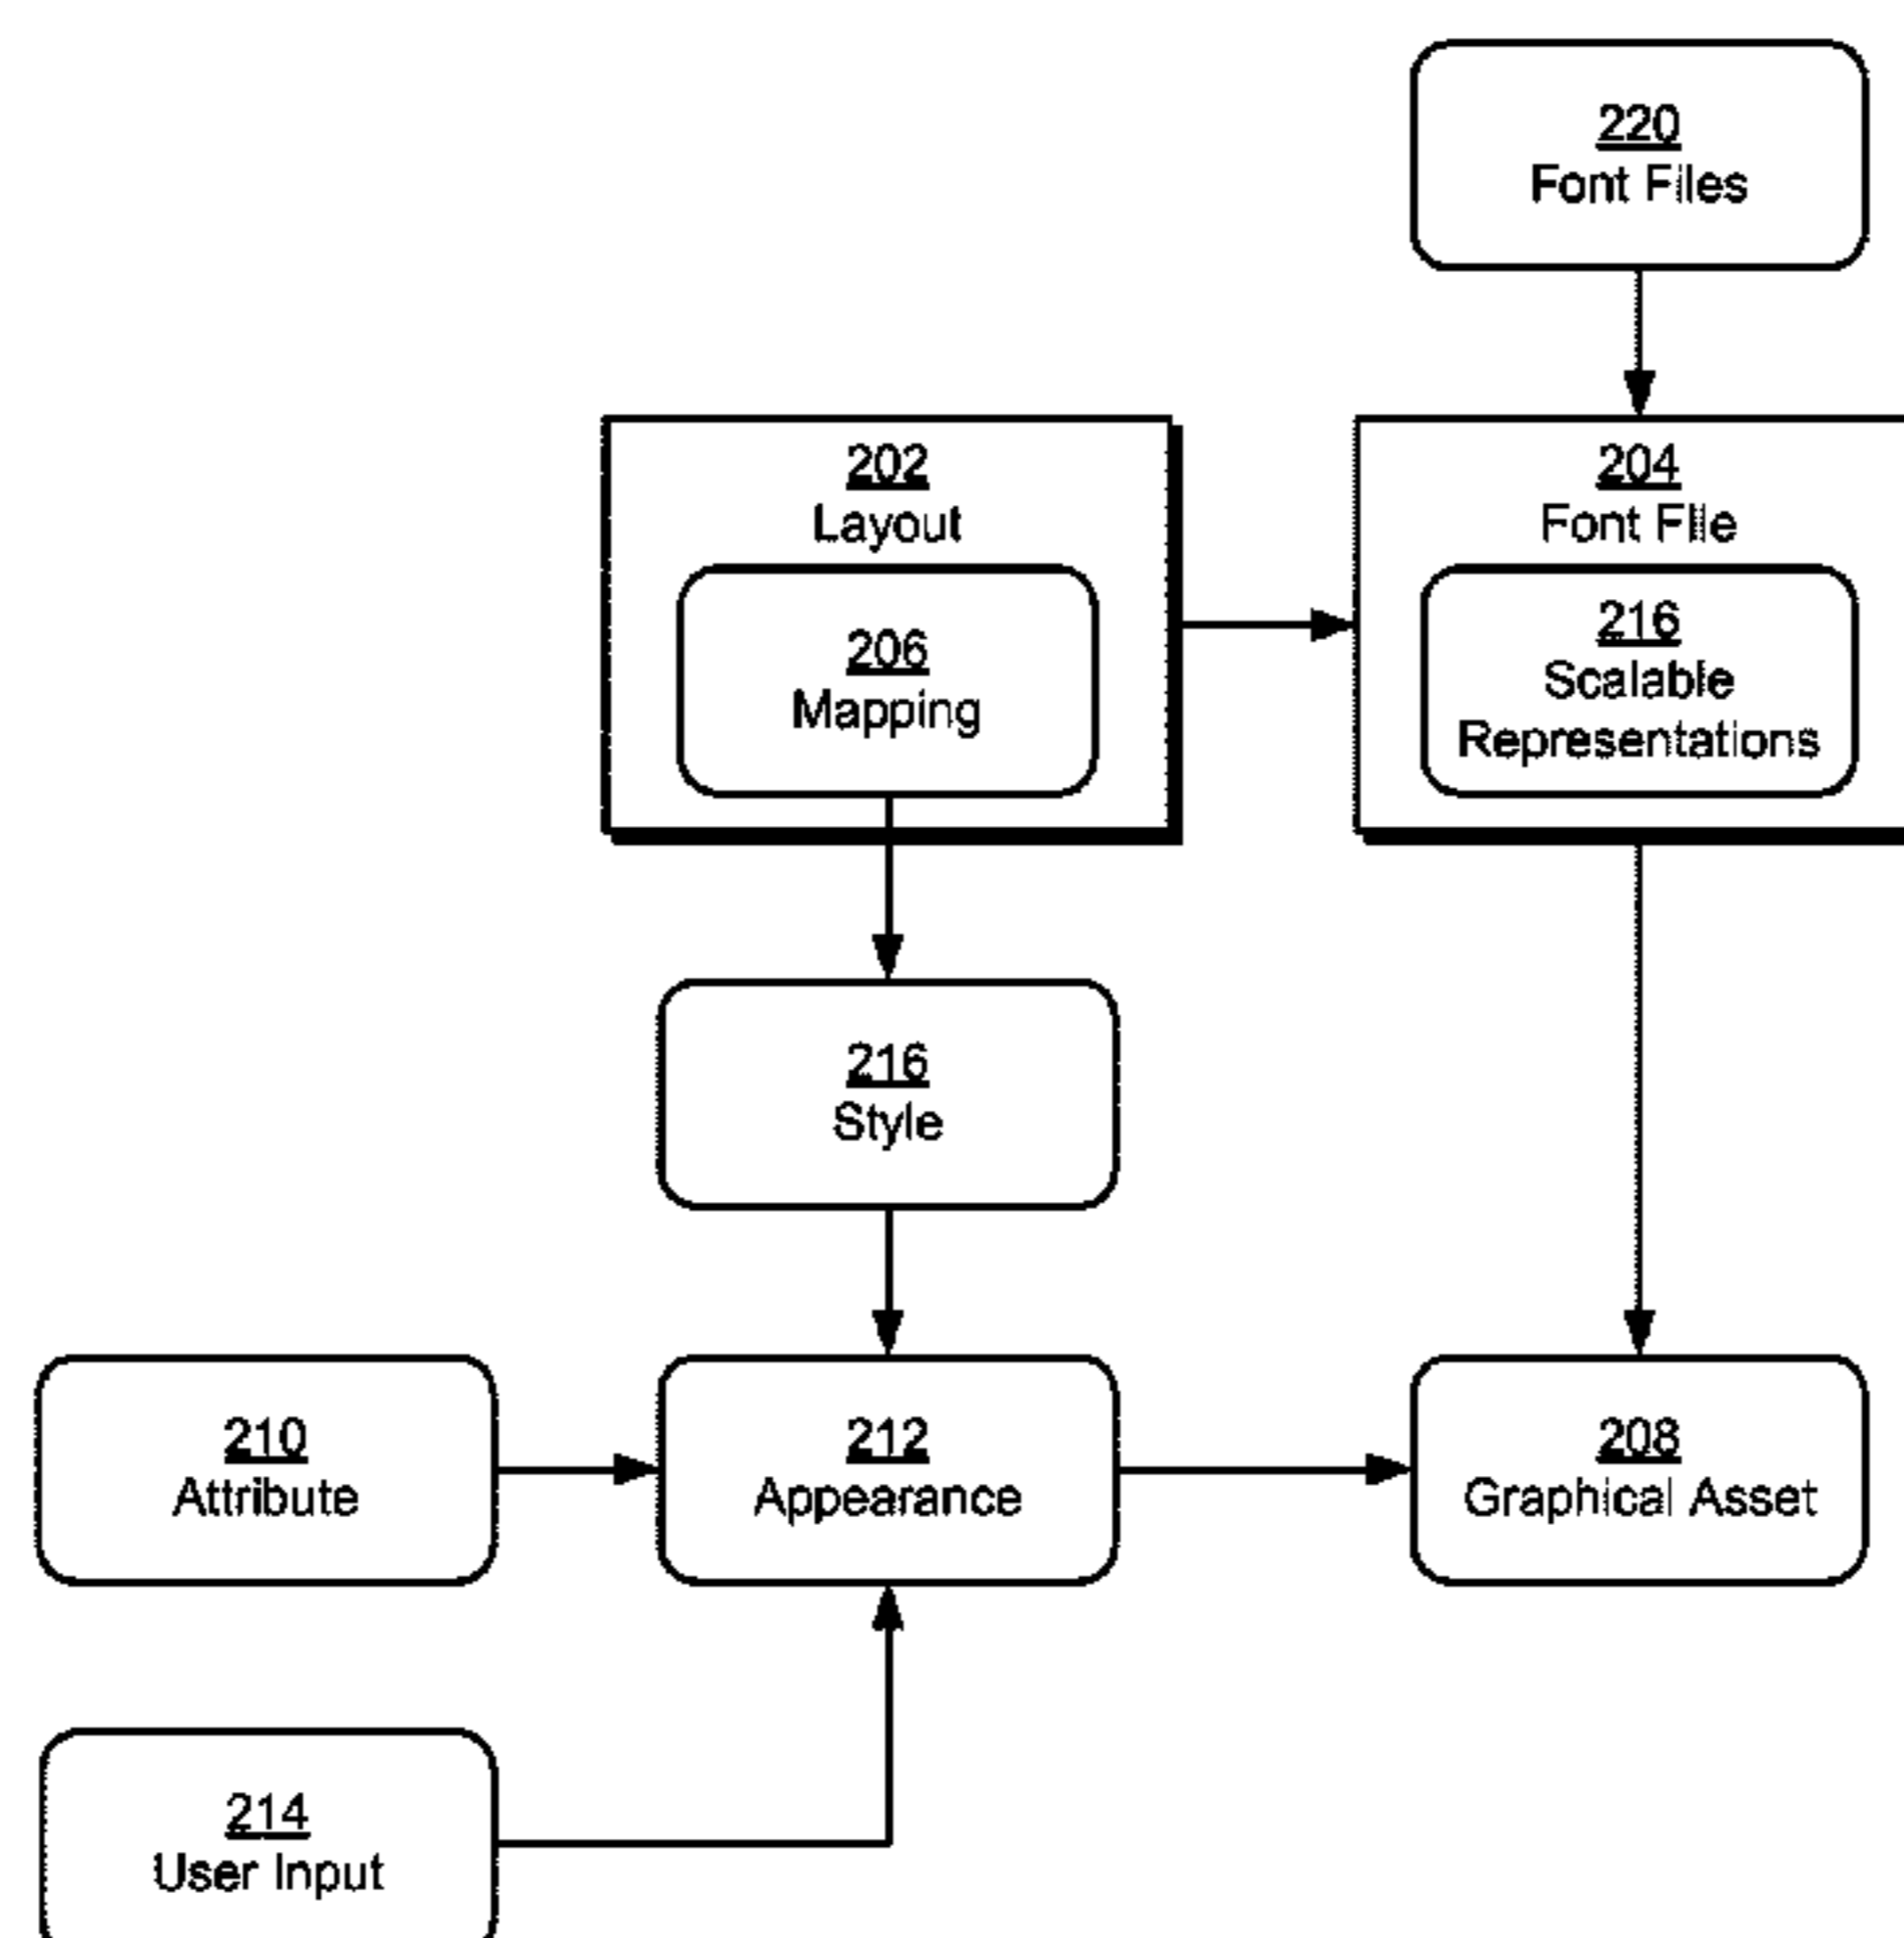 220
Font Files
202
Layout
206
Mapping
204
Font File
216
Scalable
Representations
216
Style
210
Attribute
212
Appearance
208
Graphical Asset
214
User Input